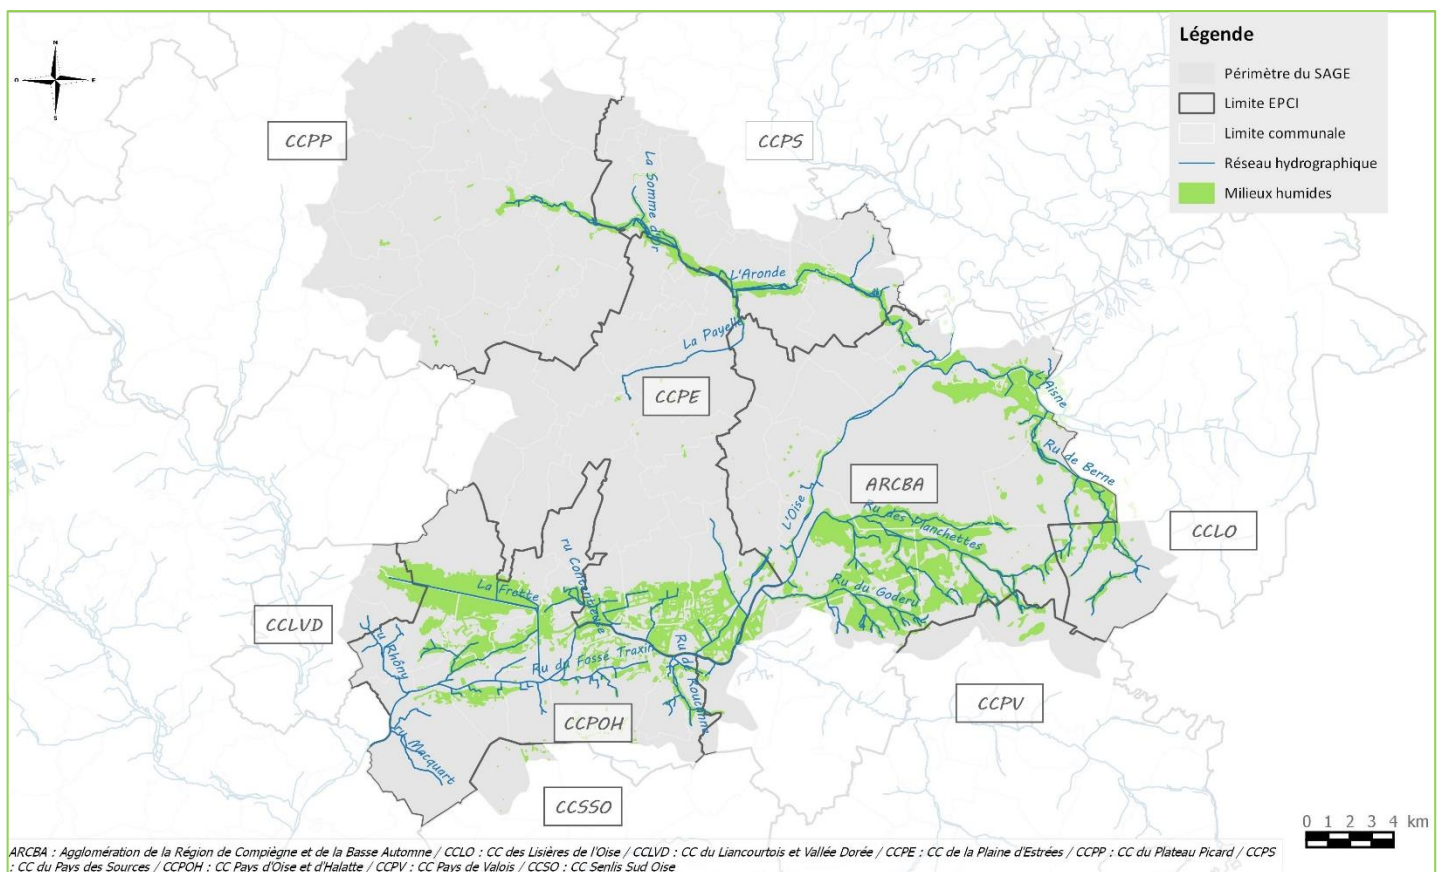 Légende
Périmètre du SAGE
Limite EPCI
Limite communale
Réseau hydrographique
Milieux humides
N
O
E
S
CCPP
CCPS
La Somme d'Or
L'Aronde
La Payelle
CCPE
L'Aisne
Ru de Berne
ARCBA
L'Oise
Ru des Planchettes
CCLO
ru Contentieuse
La Frette
Ru du Goderu
CCLVD
ru Rhôny
Ru du Fossé Traxin
Ru de Roucanne
CCPV
CCPOH
ru Macquart
CCSSO
0 1 2 3 4 km
ARCBA : Agglomération de la Région de Compiègne et de la Basse Automne / CCLO : CC des Lisières de l'Oise / CCLVD : CC du Liancourtois et Vallée Dorée / CCPE : CC de la Plaine d'Estrées / CCPP : CC du Plateau Picard / CCPS
: CC du Pays des Sources / CCPOH : CC Pays d'Oise et d'Halatte / CCPV : CC Pays de Valois / CCSO : CC Senlis Sud Oise